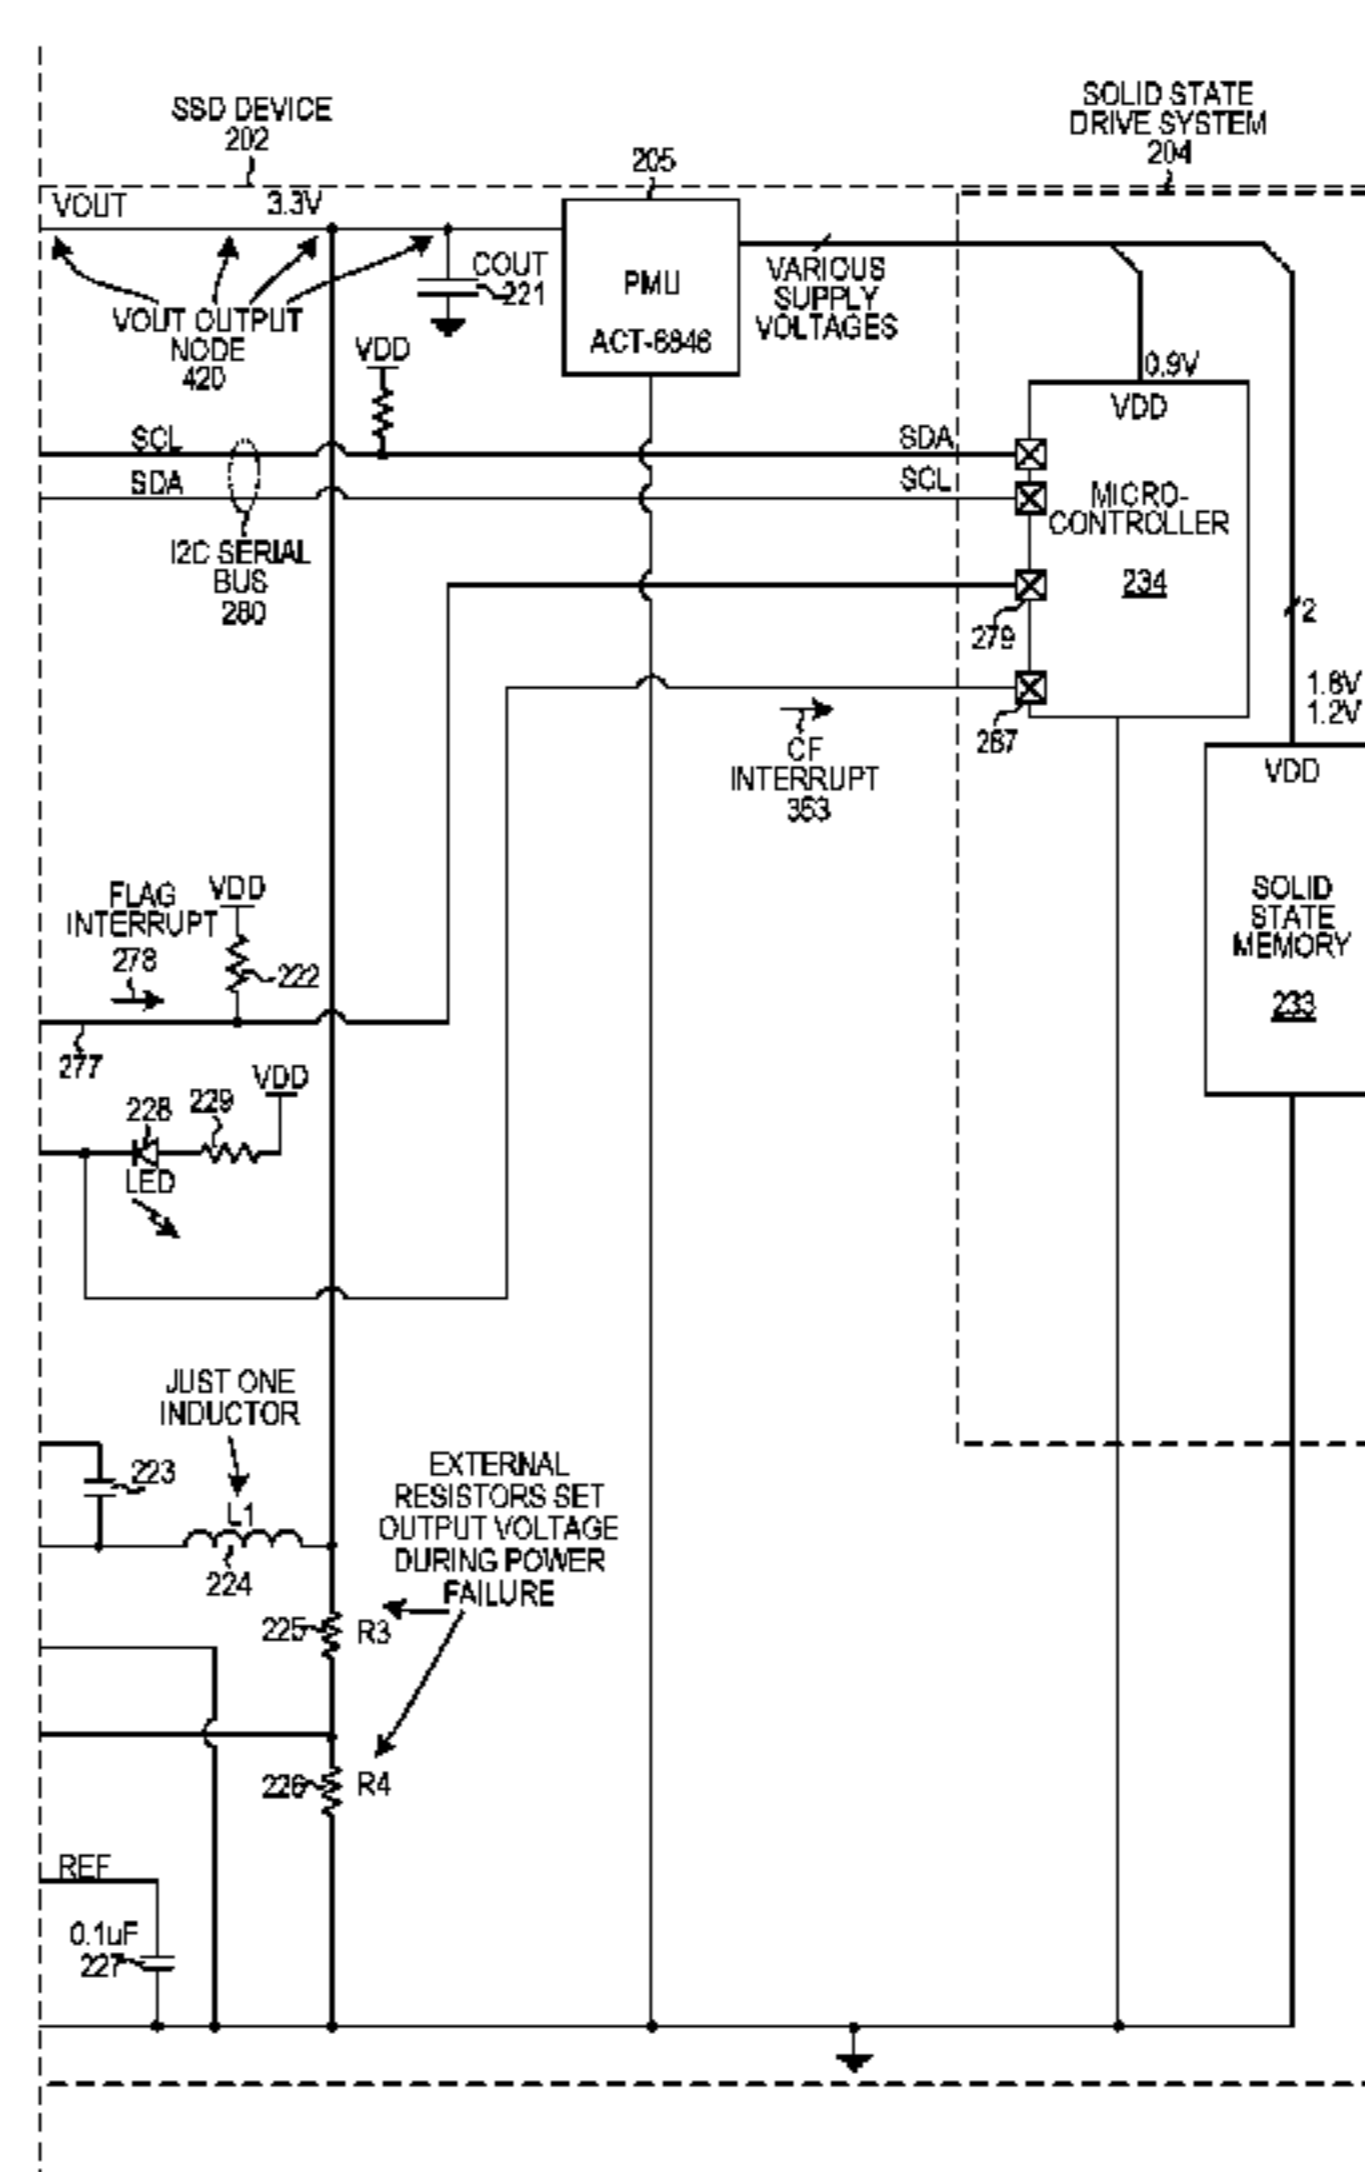 SSD DEVICE
202
SOLID STATE
DRIVE SYSTEM
204
205
VOUT
3.3V
COUT
221
PMU
ACT-6846
VARIOUS
SUPPLY
VOLTAGES
VOUT OUTPUT
NODE
420
VDD
0.9V
VDD
SCL
SDA
SDA
SCL
MICRO-
CONTROLLER
234
I2C SERIAL
BUS
280
279
2
1.8V
1.2V
287
CF
INTERRUPT
353
VDD
SOLID
STATE
MEMORY
233
FLAG
INTERRUPT
278
VDD
222
277
VDD
228
229
LED
JUST ONE
INDUCTOR
223
L1
224
EXTERNAL
RESISTORS SET
OUTPUT VOLTAGE
DURING POWER
FAILURE
225
R3
226
R4
REF
0.1uF
227